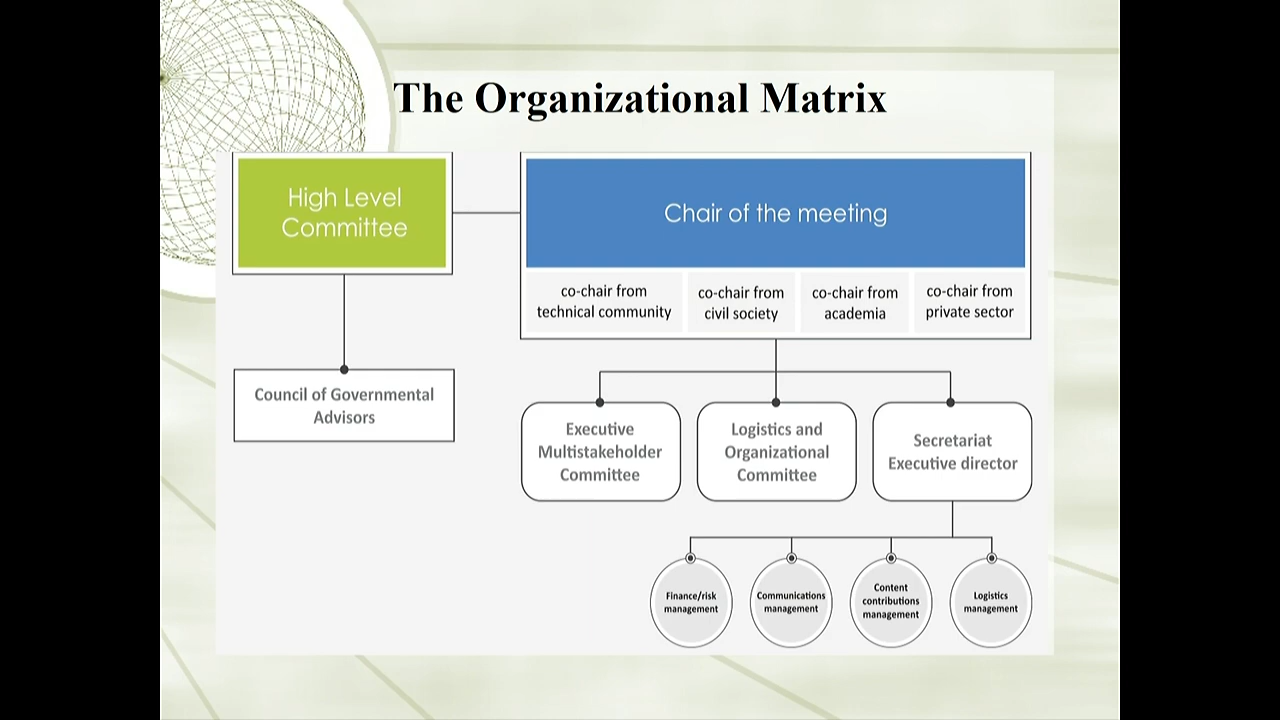 The Organizational Matrix
High Level
Committee
Chair of the meeting
co-chair from
technical community
co-chair from
civil society
co-chair from
academia
co-chair from
private sector
Council of Governmental
Advisors
Executive
Multistakeholder
Committee
Logistics and
Organizational
Committee
Secretariat
Executive director
Finance/risk
management
Communications
management
Content
contributions
management
Logistics
management